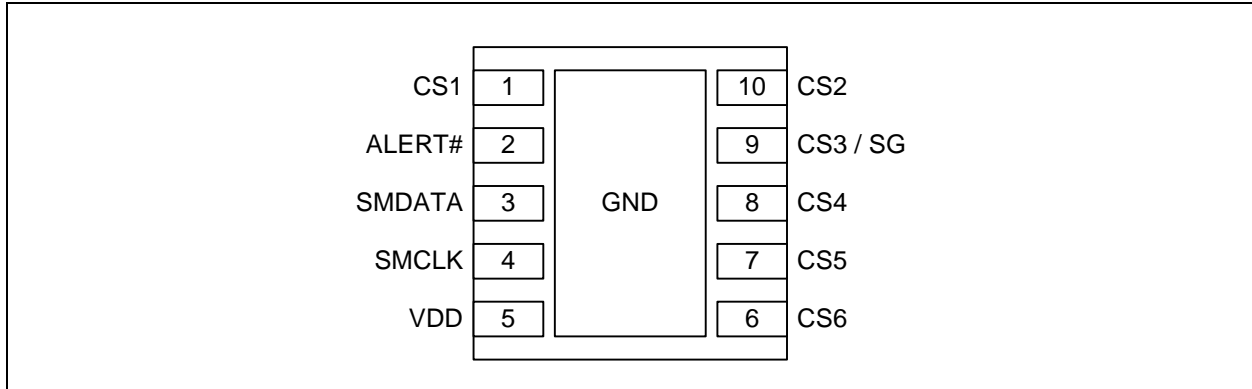 CS1 1 10 CS2
ALERT# 2 9 CS3 / SG
SMDATA 3 GND 8 CS4
SMCLK 4 7 CS5
VDD 5 6 CS6